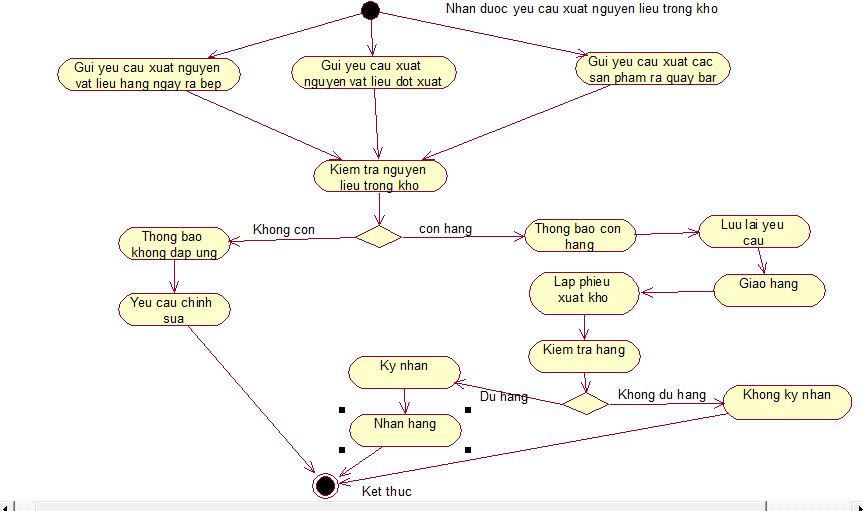 Nhan duoc yeu cau xuat nguyen lieu trong kho
Gui yeu cau xuat nguyen
vat lieu hang ngay ra bep
Gui yeu cau xuat
nguyen vat lieu dot xuat
Gui yeu cau xuat cac
san pham ra quay bar
Kiem tra nguyen
lieu trong kho
Khong con
con hang
Thong bao
khong dap ung
Thong bao con
hang
Luu lai yeu
cau
Yeu cau chinh
sua
Lap phieu
xuat kho
Giao hang
Kiem tra hang
Ky nhan
Du hang
Khong du hang
Khong ky nhan
Nhan hang
Ket thuc